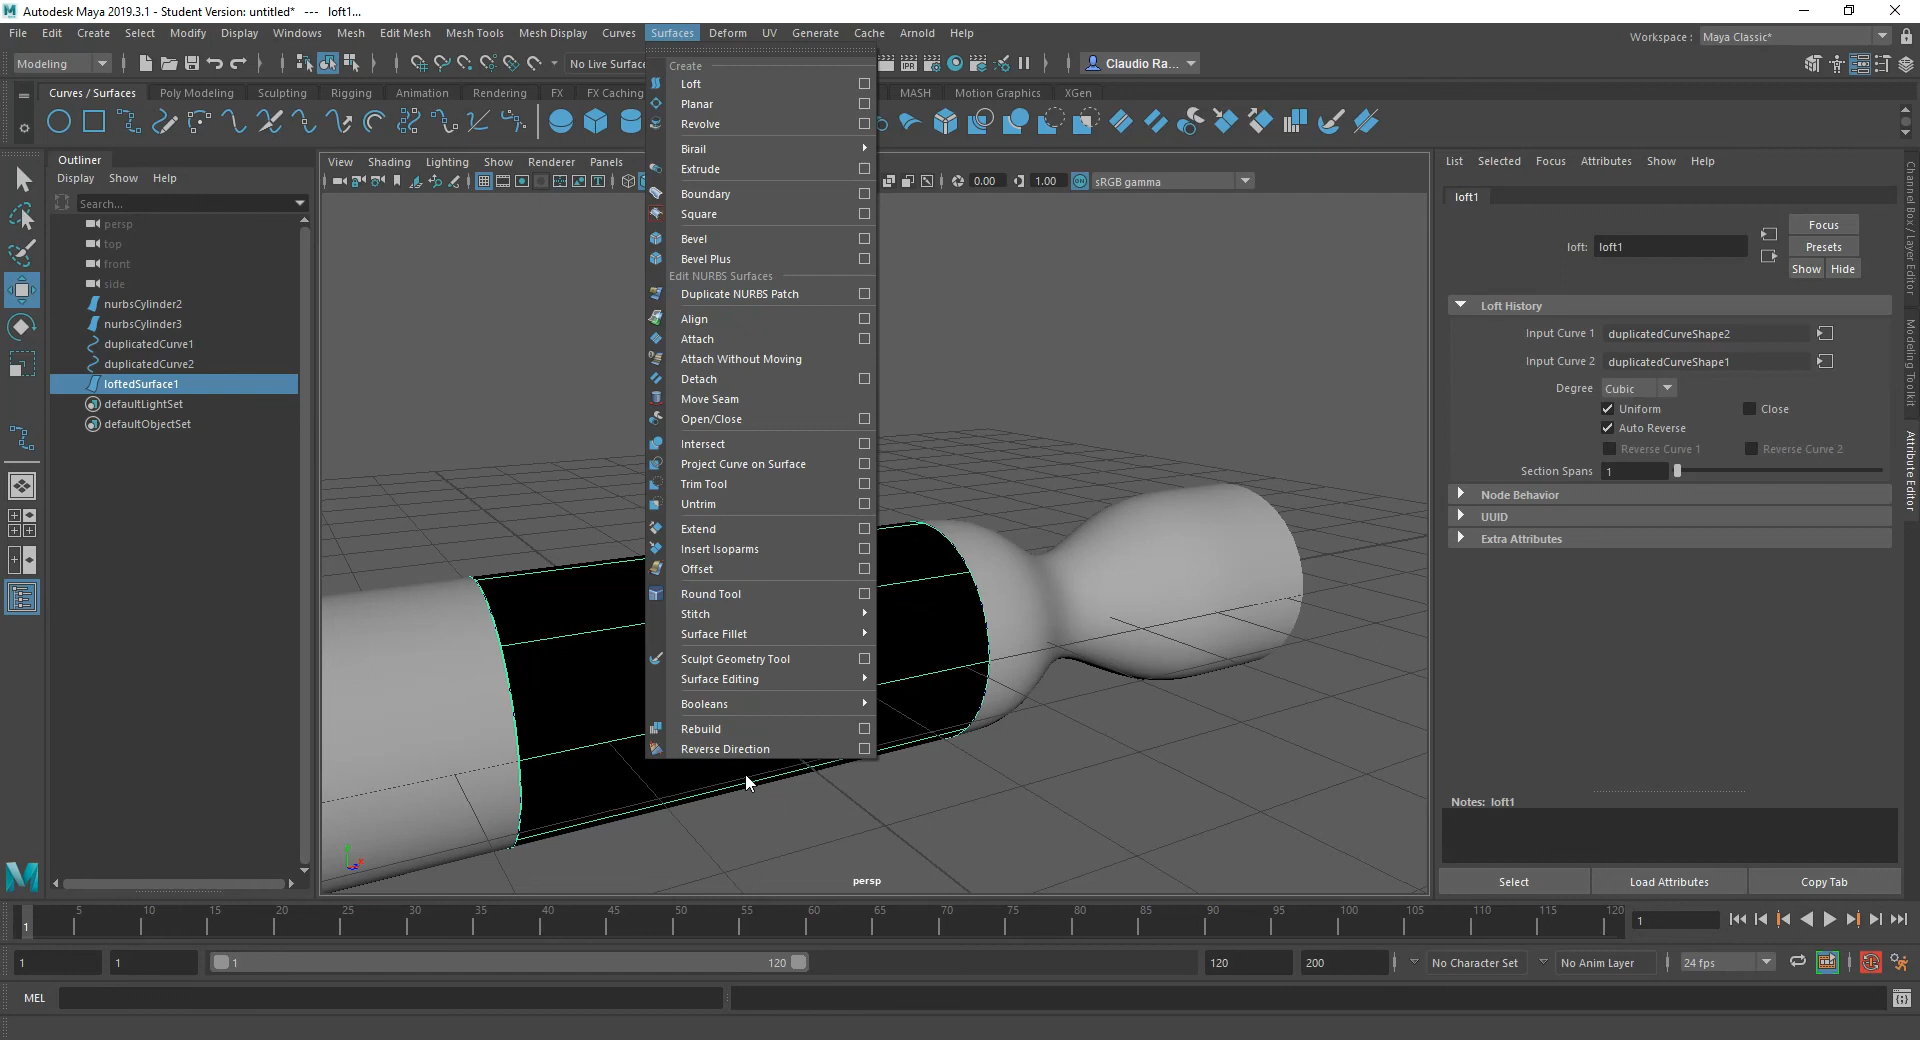 Autodesk Maya 2019.3.1 - Student Version: untitled* --- loft1...
File Edit Create Select Modify Display Windows Mesh Edit Mesh Mesh Tools Mesh Display Curves Surfaces Deform UV Generate Cache Arnold Help
Workspace : Maya Classic*
Modeling
No Live Surface
IPR
Claudio Ra...
Curves / Surfaces Poly Modeling Sculpting Rigging Animation Rendering FX FX Caching MASH Motion Graphics XGen
Outliner
Display Show Help
Search...
persp
top
front
side
nurbsCylinder2
nurbsCylinder3
duplicatedCurve1
duplicatedCurve2
loftedSurface1
defaultLightSet
defaultObjectSet
View Shading Lighting Show Renderer Panels
0.00 1.00 ON sRGB gamma
Create
Loft
Planar
Revolve
Birail
Extrude
Boundary
Square
Bevel
Bevel Plus
Edit NURBS Surfaces
Duplicate NURBS Patch
Align
Attach
Attach Without Moving
Detach
Move Seam
Open/Close
Intersect
Project Curve on Surface
Trim Tool
Untrim
Extend
Insert Isoparms
Offset
Round Tool
Stitch
Surface Fillet
Sculpt Geometry Tool
Surface Editing
Booleans
Rebuild
Reverse Direction
persp
List Selected Focus Attributes Show Help
loft1
loft: loft1
Focus
Presets
Show Hide
Loft History
Input Curve 1 duplicatedCurveShape2
Input Curve 2 duplicatedCurveShape1
Degree Cubic
Uniform Close
Auto Reverse
Reverse Curve 1 Reverse Curve 2
Section Spans 1
Node Behavior
UUID
Extra Attributes
Notes: loft1
Select Load Attributes Copy Tab
Channel Box / Layer Editor
Modeling Toolkit
Attribute Editor
1 5 10 15 20 25 30 35 40 45 50 55 60 65 70 75 80 85 90 95 100 105 110 115 120
1
1 1 1 120 120 200 No Character Set No Anim Layer 24 fps
MEL